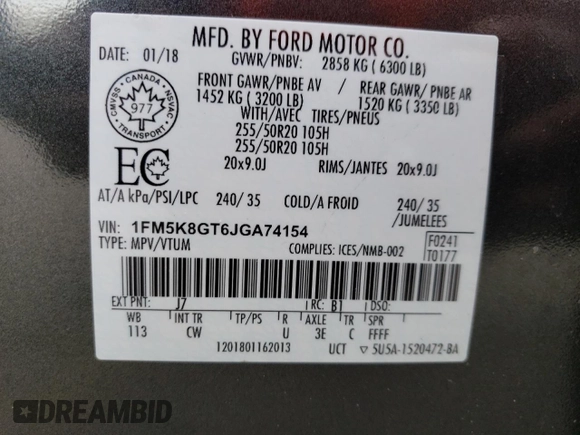 MFD. BY FORD MOTOR CO.
DATE: 01/18
GVWR/PNBV: 2858 KG ( 6300 LB)
FRONT GAWR/PNBE AV / REAR GAWR/PNBE AR
1452 KG ( 3200 LB) 1520 KG ( 3350 LB)
WITH/AVEC TIRES/PNEUS
255/50R20 105H
255/50R20 105H
20x9.0J RIMS/JANTES 20x9.0J
CANADA
CMVSS NSVAC
977
TRANSPORT
EC
AT/A kPa/PSI/LPC 240/ 35 COLD/A FROID 240/ 35
/JUMELEES
VIN: 1FM5K8GT6JGA74154
TYPE: MPV/VTUM COMPLIES: ICES/NMB-002
F0241
T0177
EXT PNT: J7 RC: B1 DSO:
WB INT TR TP/PS R AXLE TR SPR
113 CW U 3E C FFFF
1201801162013 UCT ▽ 5U5A-1520472-BA
DREAMBID